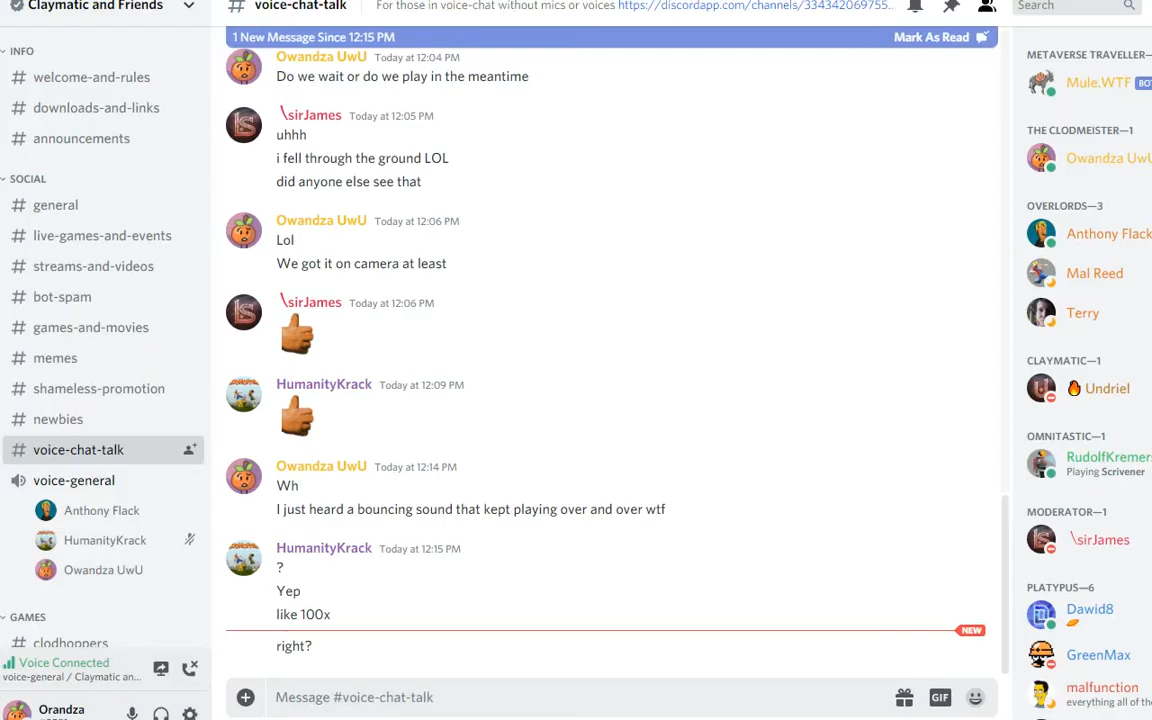 Claymatic and Friends
INFO
# welcome-and-rules
# downloads-and-links
# announcements
SOCIAL
# general
# live-games-and-events
# streams-and-videos
# bot-spam
# games-and-movies
# memes
# shameless-promotion
# newbies
# voice-chat-talk
voice-general
Anthony Flack
HumanityKrack
Owandza UwU
GAMES
# clodhoppers
Voice Connected
voice-general / Claymatic an...
Orandza
# voice-chat-talk
For those in voice-chat without mics or voices https://discordapp.com/channels/334342069755..
Search
1 New Message Since 12:15 PM
Mark As Read
Owandza UwU Today at 12:04 PM
Do we wait or do we play in the meantime
\sirJames Today at 12:05 PM
uhhh
i fell through the ground LOL
did anyone else see that
Owandza UwU Today at 12:06 PM
Lol
We got it on camera at least
\sirJames Today at 12:06 PM
HumanityKrack Today at 12:09 PM
Owandza UwU Today at 12:14 PM
Wh
I just heard a bouncing sound that kept playing over and over wtf
HumanityKrack Today at 12:15 PM
?
Yep
like 100x
NEW
right?
Message #voice-chat-talk
GIF
METAVERSE TRAVELLER—
Mule.WTF BOT
THE CLODMEISTER—1
Owandza UwU
OVERLORDS—3
Anthony Flack
Mal Reed
Terry
CLAYMATIC—1
Undriel
OMNITASTIC—1
RudolfKremers
Playing Scrivener
MODERATOR—1
\sirJames
PLATYPUS—6
Dawid8
GreenMax
malfunction
everything all of the